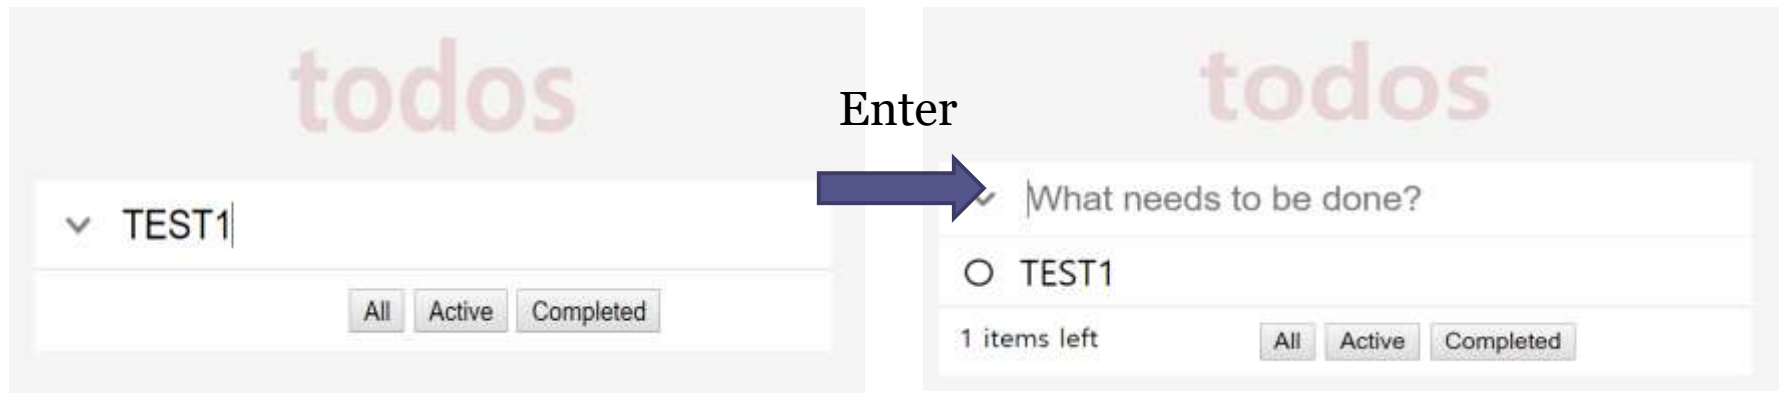 todos
TEST1
All Active Completed
Enter
todos
What needs to be done?
TEST1
1 items left All Active Completed